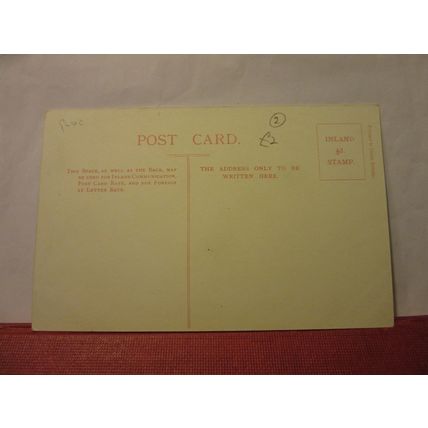 2
POST CARD.
£2
THIS SPACE, AS WELL AS THE BACK, MAY
BE USED FOR INLAND COMMUNICATION,
POST CARD RATE, AND FOR FOREIGN
AT LETTER RATE.
THE ADDRESS ONLY TO BE
WRITTEN HERE.
INLAND
½d.
STAMP.